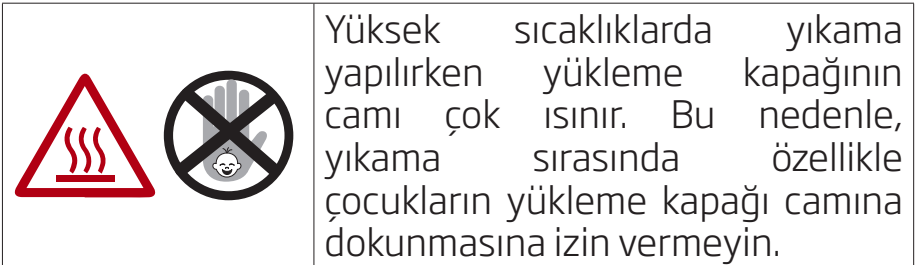 Yüksek sıcaklıklarda yıkama
yapılırken yükleme kapağının
camı çok ısınır. Bu nedenle,
yıkama sırasında özellikle
çocukların yükleme kapağı camına
dokunmasına izin vermeyin.